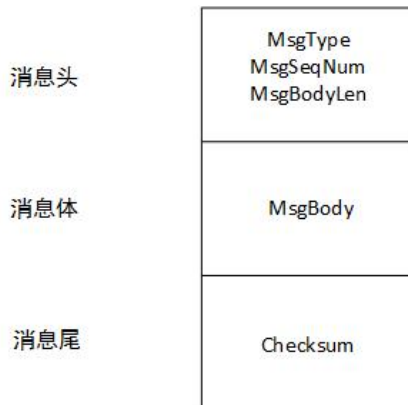 消息头
MsgType
MsgSeqNum
MsgBodyLen
消息体
MsgBody
消息尾
Checksum